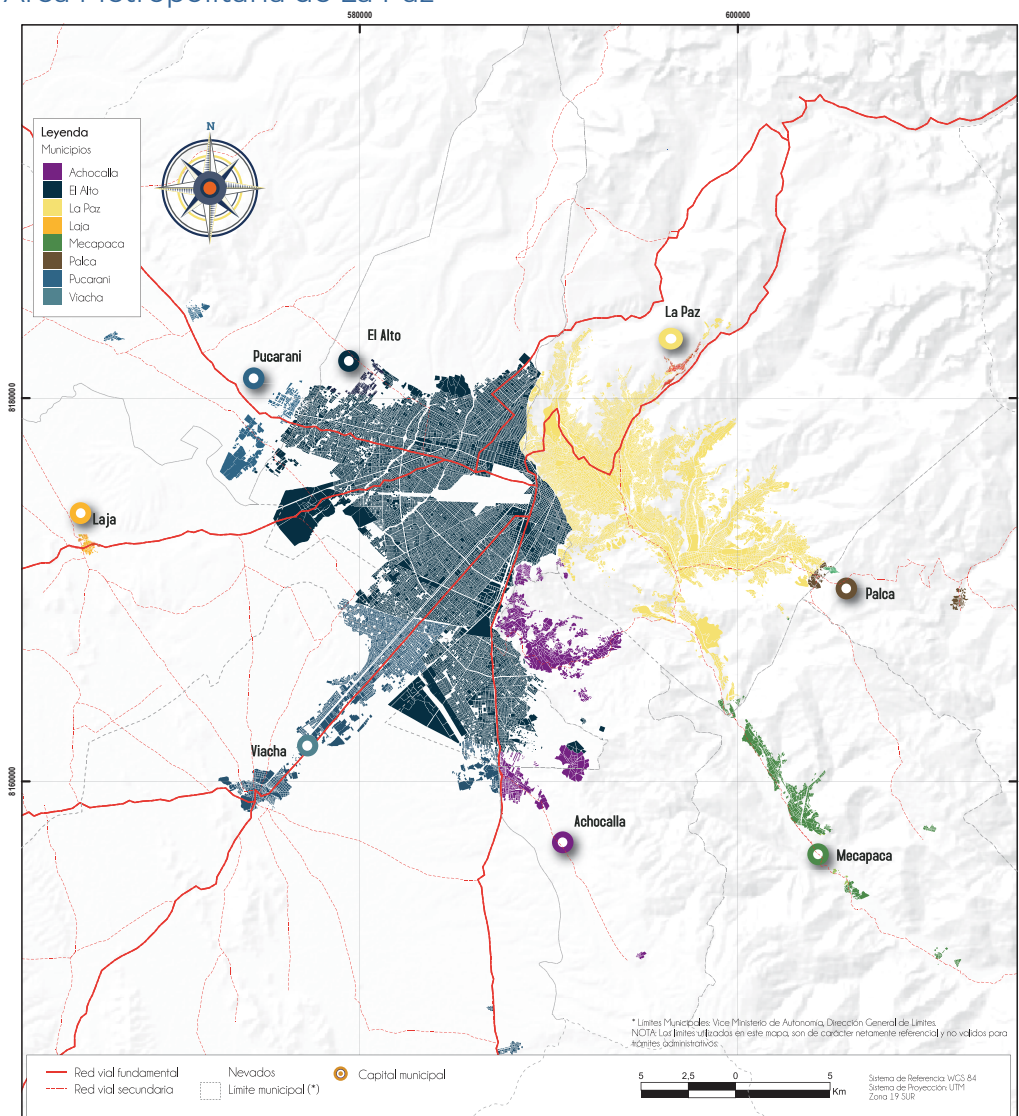 Área Metropolitana de La Paz
580000
600000
Leyenda
Municipios
Achocalla
El Alto
La Paz
Laja
Mecapaca
Palca
Pucarani
Viacha
N
La Paz
El Alto
Pucarani
8180000
8180000
Laja
Palca
Viacha
8160000
8160000
Achocalla
Mecapaca
* Límites Municipales: Vice Ministerio de Autonomia, Dirección General de Límites.
NOTA: Los límites utilizados en este mapa, son de carácter netamente referencial y no validos para
trámites administrativos.
Red vial fundamental
Red vial secundaria
Nevados
Límite municipal (*)
Capital municipal
5
2,5
0
5
Km
Sistema de Referencia: WGS 84
Sistema de Proyección: UTM
Zona 19 SUR